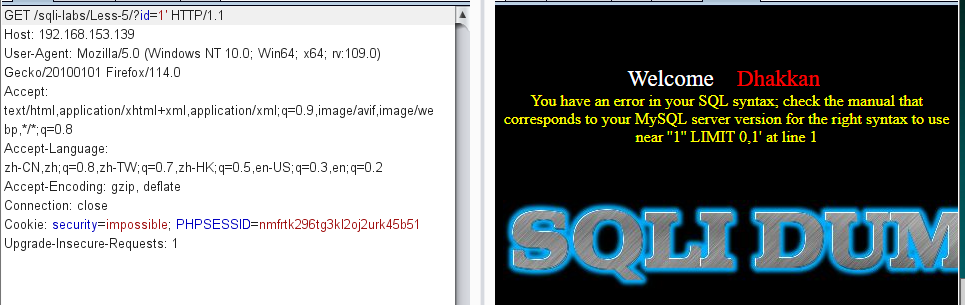 GET /sqli-labs/Less-5/?id=1' HTTP/1.1
Host: 192.168.153.139
User-Agent: Mozilla/5.0 (Windows NT 10.0; Win64; x64; rv:109.0)
Gecko/20100101 Firefox/114.0
Accept:
text/html,application/xhtml+xml,application/xml;q=0.9,image/avif,image/we
bp,*/*;q=0.8
Accept-Language:
zh-CN,zh;q=0.8,zh-TW;q=0.7,zh-HK;q=0.5,en-US;q=0.3,en;q=0.2
Accept-Encoding: gzip, deflate
Connection: close
Cookie: security=impossible; PHPSESSID=nmfrtk296tg3kl2oj2urk45b51
Upgrade-Insecure-Requests: 1
Welcome Dhakkan
You have an error in your SQL syntax; check the manual that
corresponds to your MySQL server version for the right syntax to use
near ''1'' LIMIT 0,1' at line 1
SQLI DUM